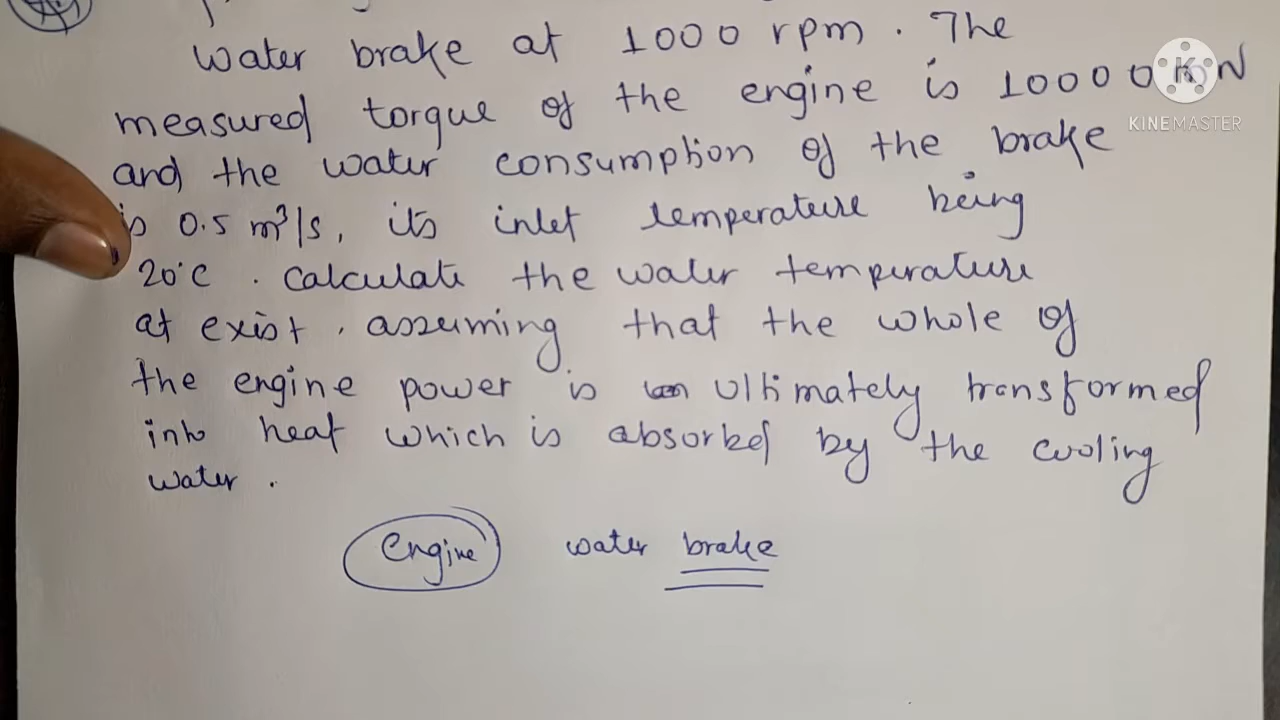 water brake at 1000 rpm. The
measured torque of the engine is 10000 N
KINEMASTER
and the water consumption of the brake
is 0.5 m³/s, its inlet temperature being
20°C. calculate the water temperature
at exist. assuming that the whole of
the engine power is ultimately transformed
into heat which is absorbed by the cooling
water.
Engine water brake